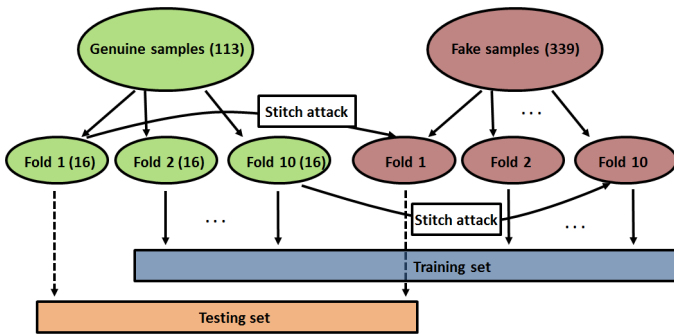 Genuine samples (113)
Fake samples (339)
Stitch attack
...
Fold 1 (16)
Fold 2 (16)
Fold 10 (16)
Fold 1
Fold 2
Fold 10
Stitch attack
...
...
Training set
Testing set